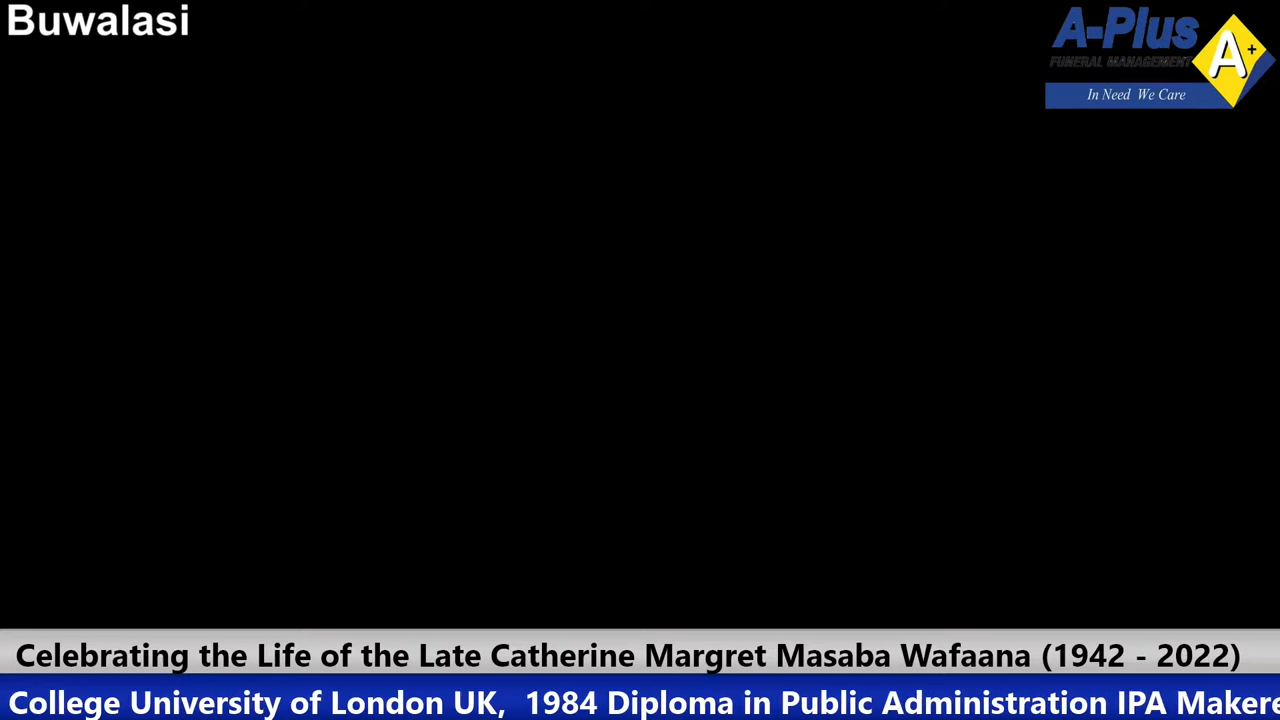 Buwalasi
A-Plus
FUNERAL MANAGEMENT
A+
In Need We Care
Celebrating the Life of the Late Catherine Margret Masaba Wafaana (1942 - 2022)
College University of London UK, 1984 Diploma in Public Administration IPA Makere